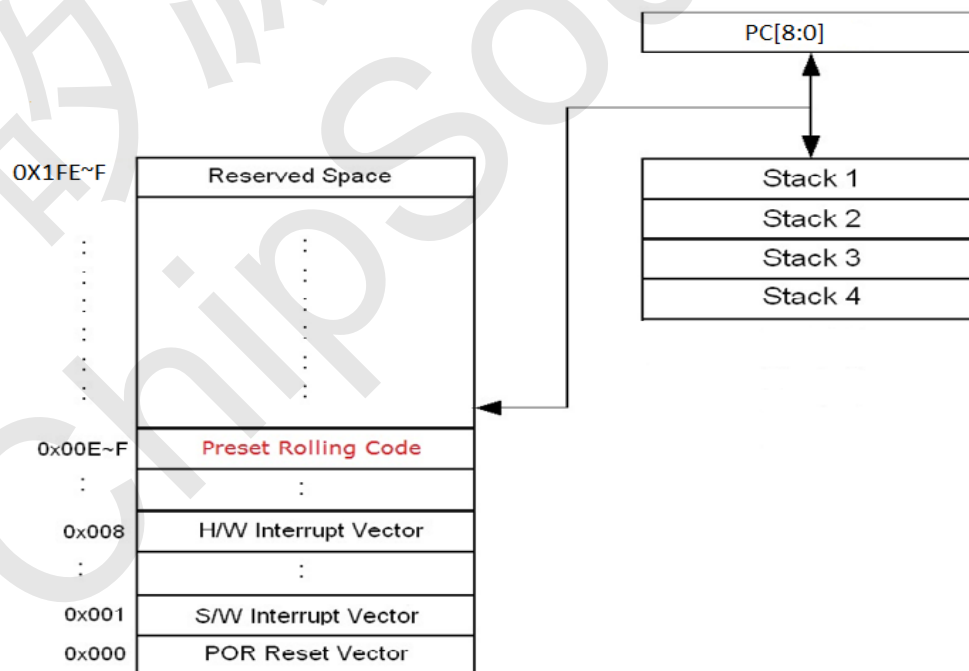 PC[8:0]
0X1FE~F
Reserved Space
Stack 1
Stack 2
Stack 3
Stack 4
0x00E~F
Preset Rolling Code
0x008
H/W Interrupt Vector
0x001
S/W Interrupt Vector
0x000
POR Reset Vector